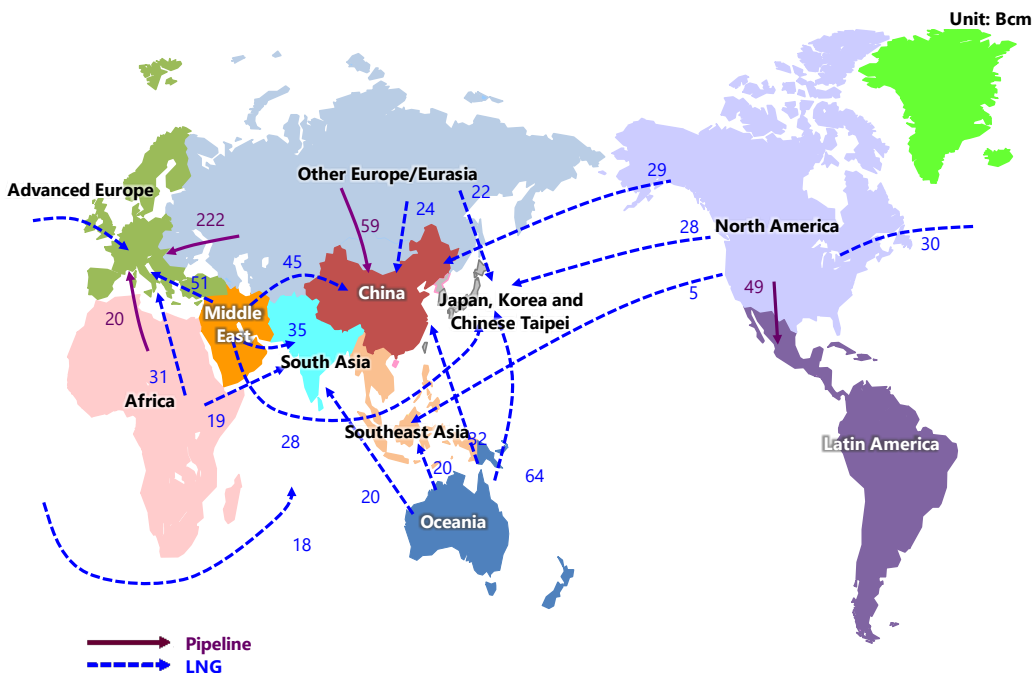 Unit: Bcm
Advanced Europe
Other Europe/Eurasia
22
29
222
59
24
North America
28
30
51
45
China
5
49
Middle
East
Japan, Korea and
Chinese Taipei
20
35
South Asia
31
Africa
19
Southeast Asia
28
32
Latin America
20
20
64
Oceania
18
Pipeline
LNG